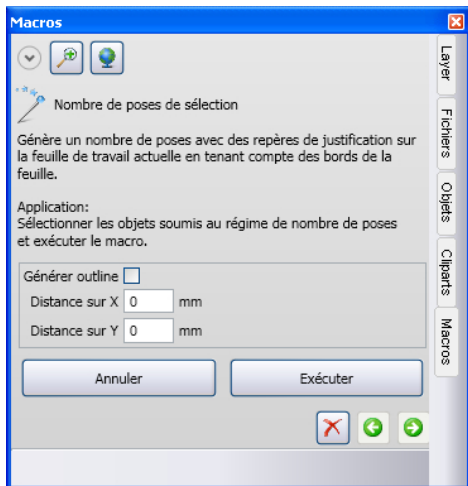 Macros
Nombre de poses de sélection
Génère un nombre de poses avec des repères de justification sur
la feuille de travail actuelle en tenant compte des bords de la
feuille.
Application:
Sélectionner les objets soumis au régime de nombre de poses
et exécuter le macro.
Générer outline
Distance sur X 0 mm
Distance sur Y 0 mm
Annuler Exécuter
Layer
Fichiers
Objets
Cliparts
Macros